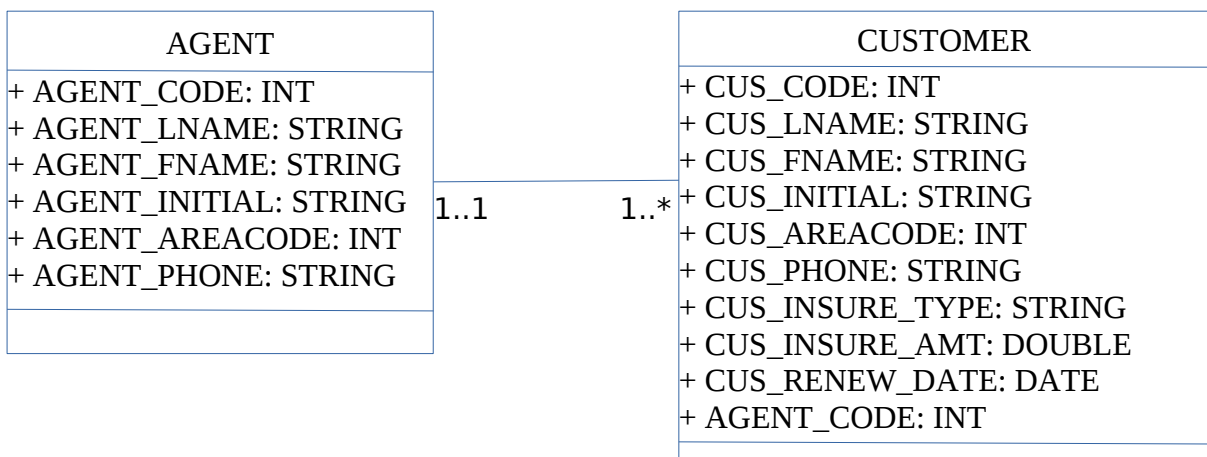 AGENT
+ AGENT_CODE: INT
+ AGENT_LNAME: STRING
+ AGENT_FNAME: STRING
+ AGENT_INITIAL: STRING
+ AGENT_AREACODE: INT
+ AGENT_PHONE: STRING
1..1
1..*
CUSTOMER
+ CUS_CODE: INT
+ CUS_LNAME: STRING
+ CUS_FNAME: STRING
+ CUS_INITIAL: STRING
+ CUS_AREACODE: INT
+ CUS_PHONE: STRING
+ CUS_INSURE_TYPE: STRING
+ CUS_INSURE_AMT: DOUBLE
+ CUS_RENEW_DATE: DATE
+ AGENT_CODE: INT